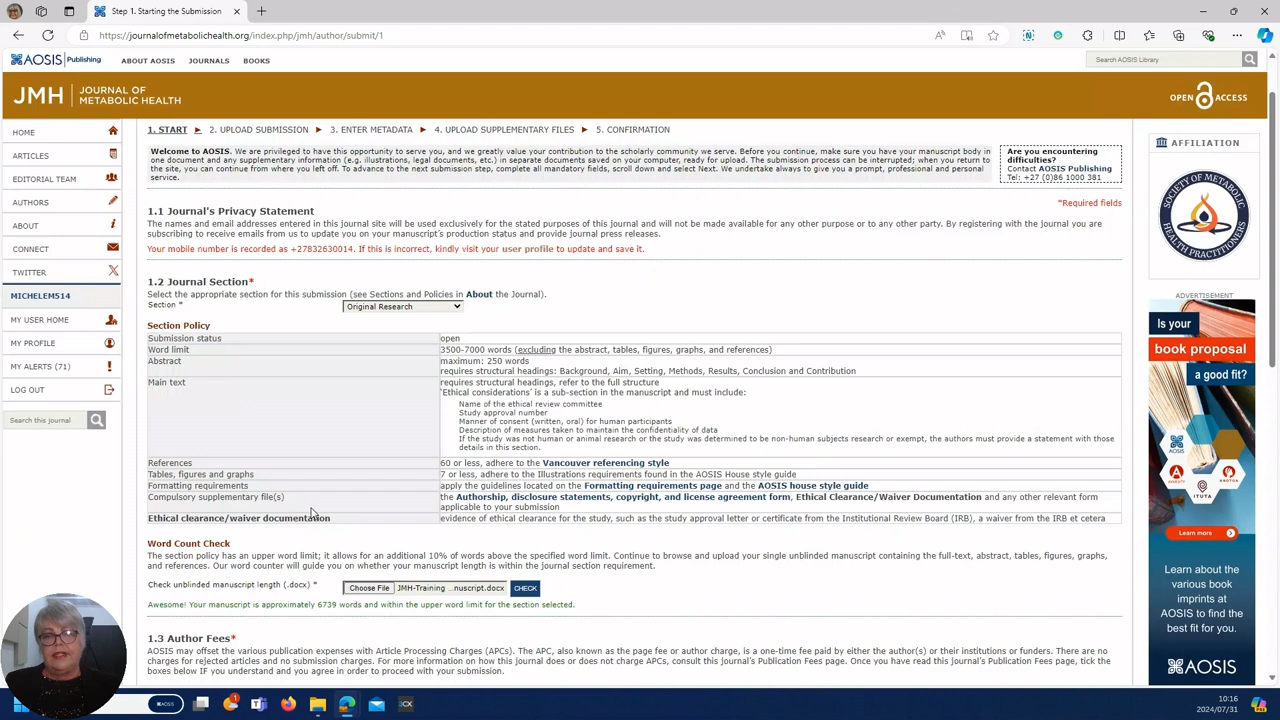 Step 1. Starting the Submission
https://journalofmetabolichealth.org/index.php/jmh/author/submit/1
AOSIS Publishing
ABOUT AOSIS
JOURNALS
BOOKS
Search AOSIS Library
JMH
JOURNAL OF
METABOLIC HEALTH
OPEN ACCESS
HOME
ARTICLES
EDITORIAL TEAM
AUTHORS
ABOUT
CONNECT
TWITTER
MICHELEM514
MY USER HOME
MY PROFILE
MY ALERTS (71)
LOG OUT
Search this journal
1. START
2. UPLOAD SUBMISSION
3. ENTER METADATA
4. UPLOAD SUPPLEMENTARY FILES
5. CONFIRMATION
Welcome to AOSIS. We are privileged to have this opportunity to serve you, and we greatly value your contribution to the scholarly community we serve. Before you continue, make sure you have your manuscript body in
one document and any supplementary information (e.g. illustrations, legal documents, etc.) in separate documents saved on your computer, ready for upload. The submission process can be interrupted; when you return to
the site, you can continue from where you left off. To advance to the next submission step, complete all mandatory fields, scroll down and select Next. We undertake always to give you a prompt, professional and personal
service.
Are you encountering
difficulties?
Contact AOSIS Publishing
Tel: +27 (0)86 1000 381
*Required fields
1.1 Journal's Privacy Statement
The names and email addresses entered in this journal site will be used exclusively for the stated purposes of this journal and will not be made available for any other purpose or to any other party. By registering with the journal you are
subscribing to receive emails from us to update you on your manuscript's production status and provide journal press releases.
Your mobile number is recorded as +27832630014. If this is incorrect, kindly visit your user profile to update and save it.
1.2 Journal Section*
Select the appropriate section for this submission (see Sections and Policies in About the Journal).
Section * Original Research
Section Policy
Submission status open
Word limit 3500-7000 words (excluding the abstract, tables, figures, graphs, and references)
Abstract maximum: 250 words
requires structural headings: Background, Aim, Setting, Methods, Results, Conclusion and Contribution
Main text requires structural headings, refer to the full structure
'Ethical considerations' is a sub-section in the manuscript and must include:
Name of the ethical review committee
Study approval number
Manner of consent (written, oral) for human participants
Description of measures taken to maintain the confidentiality of data
If the study was not human or animal research or the study was determined to be non-human subjects research or exempt, the authors must provide a statement with those
details in this section.
References 60 or less, adhere to the Vancouver referencing style
Tables, figures and graphs 7 or less, adhere to the Illustrations requirements found in the AOSIS House style guide
Formatting requirements apply the guidelines located on the Formatting requirements page and the AOSIS house style guide
Compulsory supplementary file(s) the Authorship, disclosure statements, copyright, and license agreement form, Ethical Clearance/Waiver Documentation and any other relevant form
applicable to your submission
Ethical clearance/waiver documentation evidence of ethical clearance for the study, such as the study approval letter or certificate from the Institutional Review Board (IRB), a waiver from the IRB et cetera
Word Count Check
The section policy has an upper word limit; it allows for an additional 10% of words above the specified word limit. Continue to browse and upload your single unblinded manuscript containing the full-text, abstract, tables, figures, graphs,
and references. Our word counter will guide you on whether your manuscript length is within the journal section requirement.
Check unblinded manuscript length (.docx) * Choose File JMH-Training ...nuscript.docx CHECK
Awesome! Your manuscript is approximately 6739 words and within the upper word limit for the section selected.
1.3 Author Fees*
AOSIS may offset the various publication expenses with Article Processing Charges (APCs). The APC, also known as the page fee or author charge, is a one-time fee paid by either the author(s) or their institutions or funders. There are no
charges for rejected articles and no submission charges. For more information on how this journal does or does not charge APCs, consult this journal's Publication Fees page. Once you have read this journal's Publication Fees page, tick the
boxes below IF you understand and you agree in order to proceed with your submission.
AFFILIATION
SOCIETY OF METABOLIC
HEALTH PRACTITIONERS
ADVERTISEMENT
Is your
book proposal
a good fit?
Learn more
Learn about
the various
book imprints
at AOSIS to
find the
best fit for
you.
AOSIS
10:16
2024/07/31